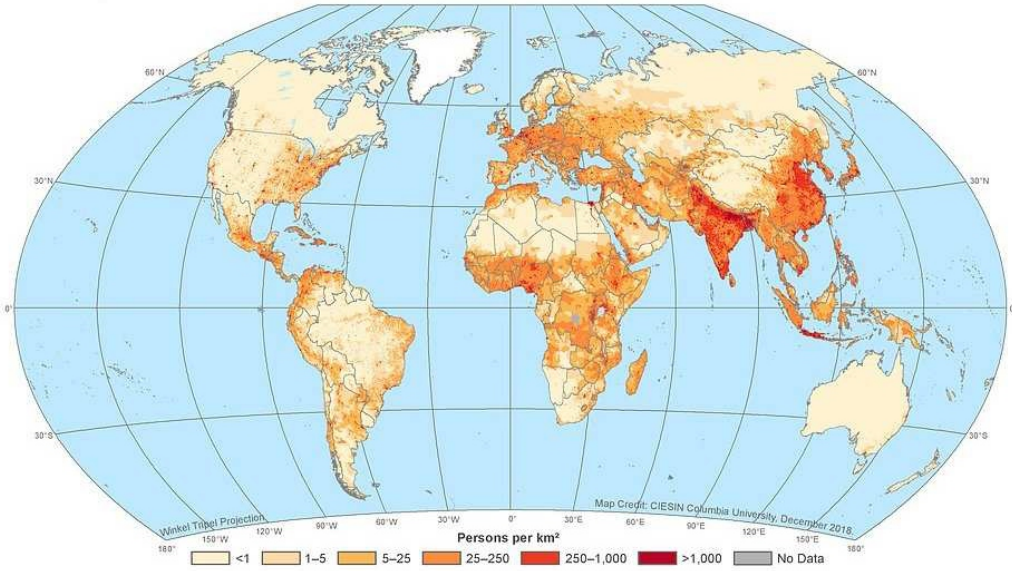 60°N
60°N
30°N
30°N
0°
30°S
30°S
Map Credit: CIESIN Columbia University, December 2018.
Winkel Tripel Projection
180° 150°W 120°W 90°W 60°W 30°W 0° 30°E 60°E 90°E 120°E 150°E 180°
Persons per km²
<1 1–5 5–25 25–250 250–1,000 >1,000 No Data